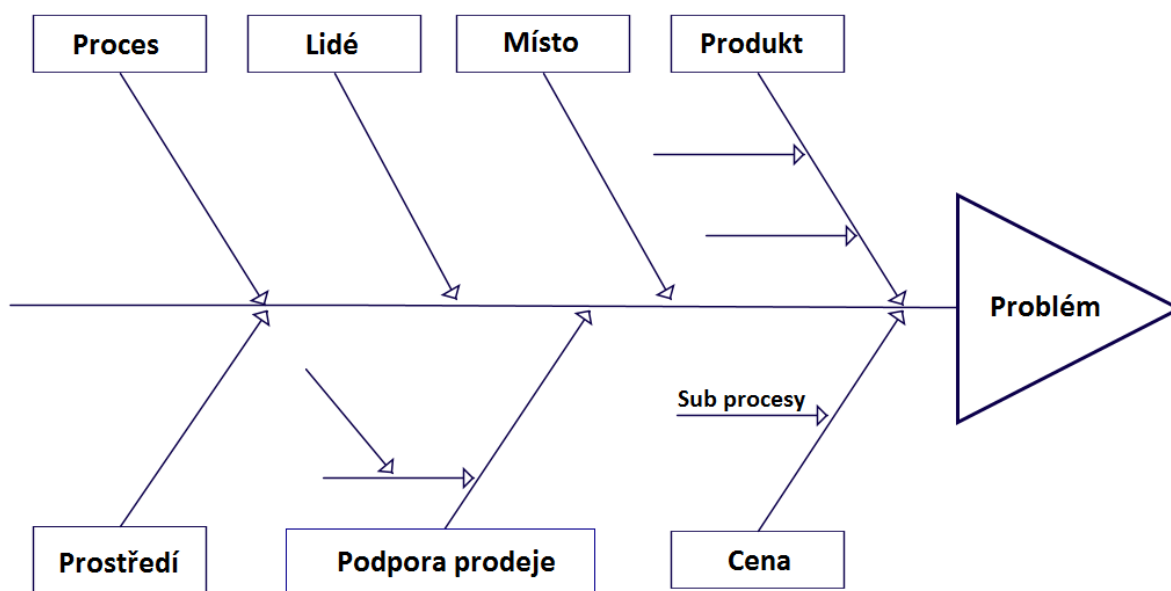 Proces
Lidé
Místo
Produkt
Problém
Sub procesy
Prostředí
Podpora prodeje
Cena